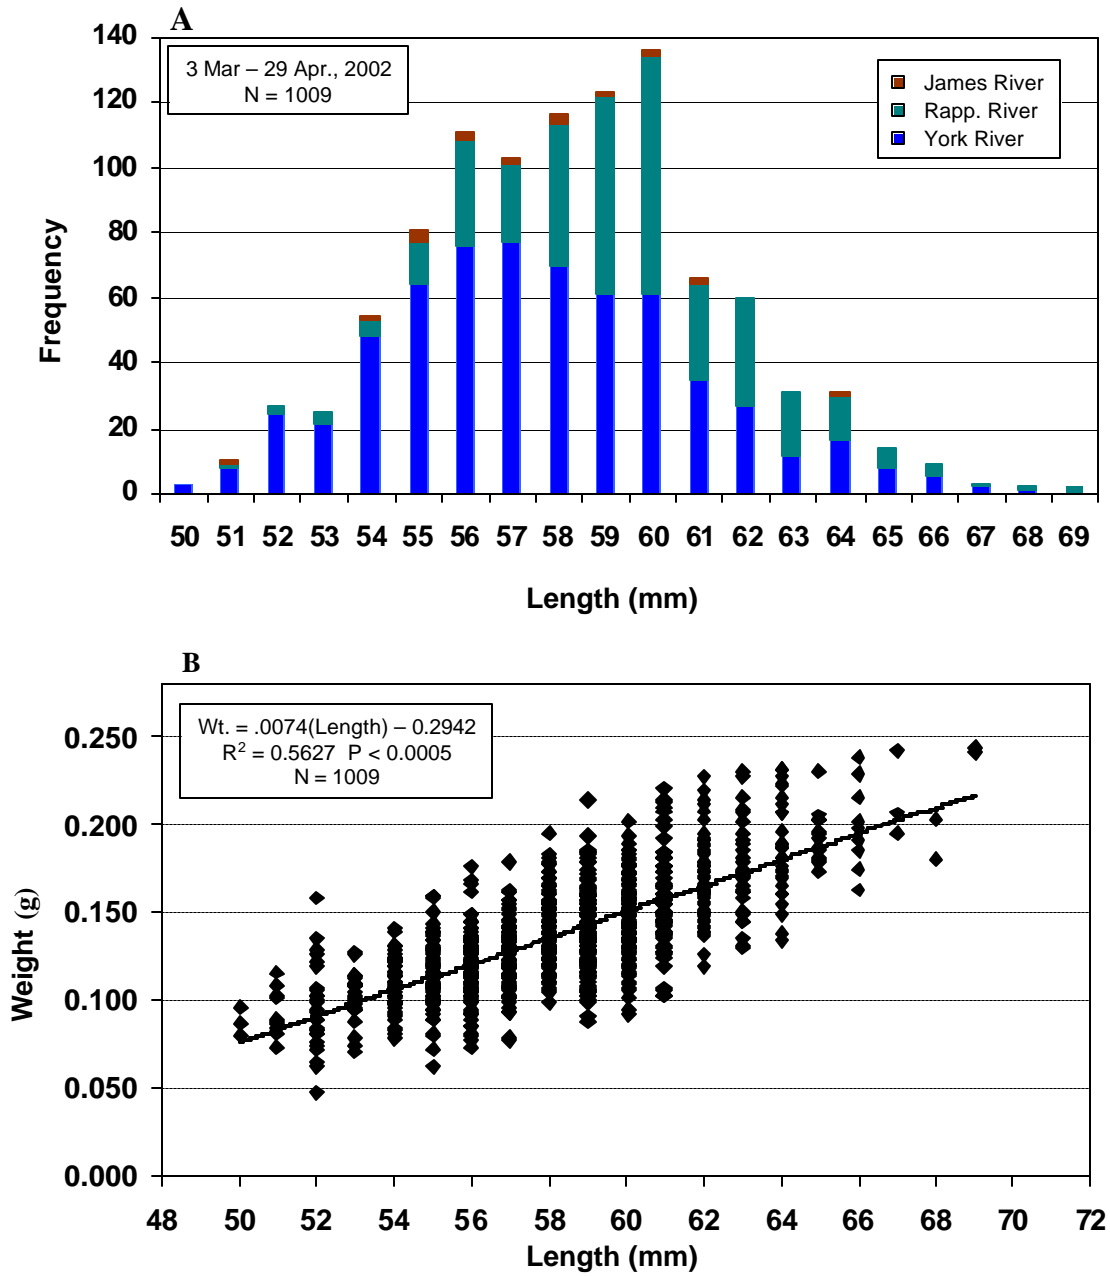 A
140
120
100
80
60
40
20
0
Frequency
3 Mar – 29 Apr., 2002
N = 1009
James River
Rapp. River
York River
50 51 52 53 54 55 56 57 58 59 60 61 62 63 64 65 66 67 68 69
Length (mm)
B
Wt. = .0074(Length) – 0.2942
R² = 0.5627 P < 0.0005
N = 1009
0.250
0.200
0.150
0.100
0.050
0.000
Weight (g)
48 50 52 54 56 58 60 62 64 66 68 70 72
Length (mm)